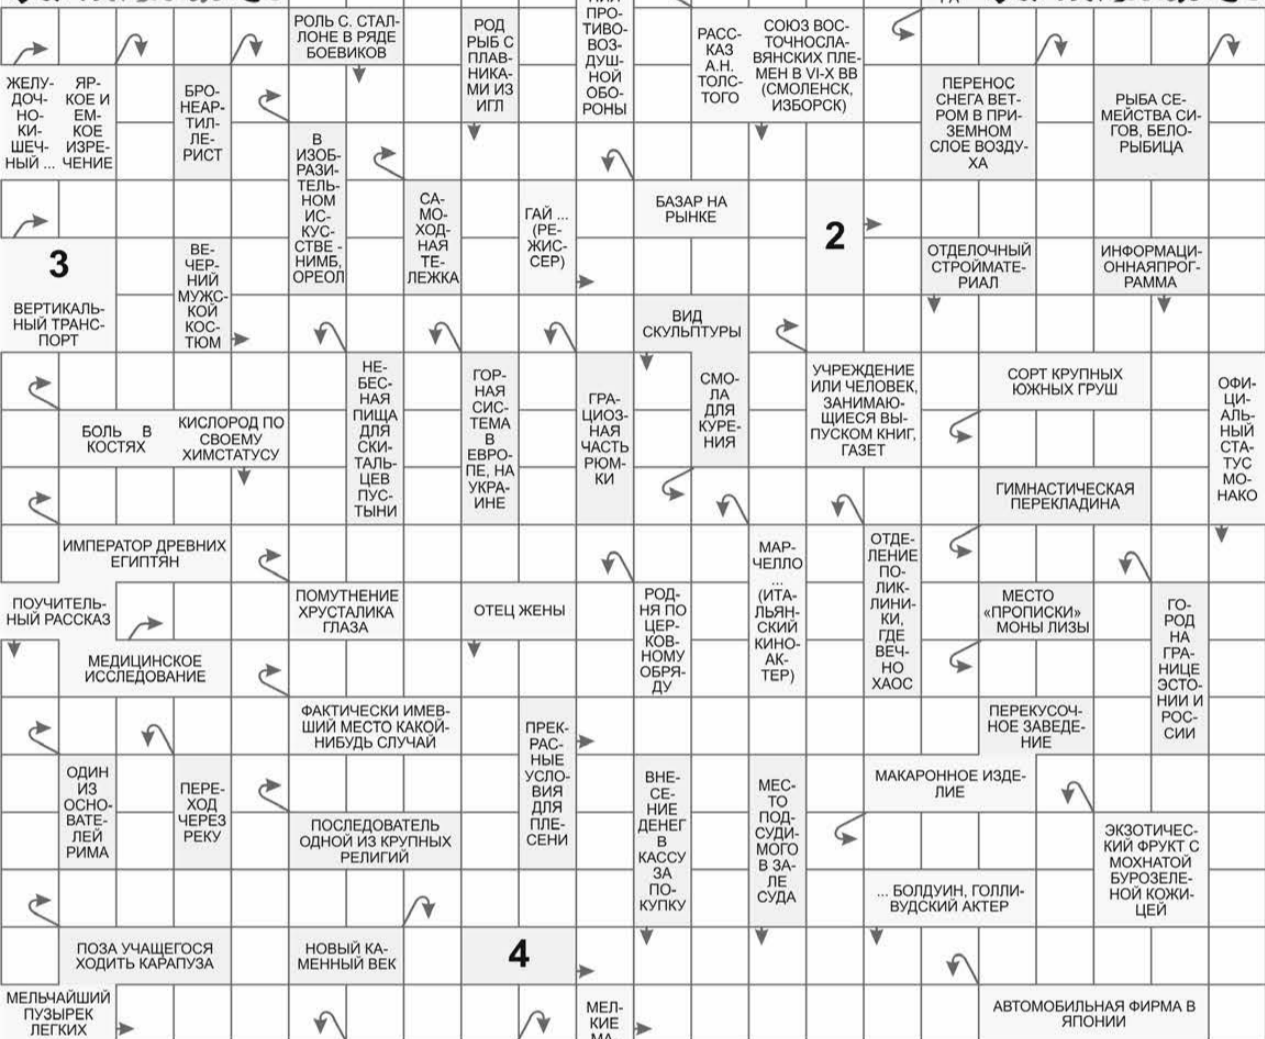 РОЛЬ С. СТАЛ-
ЛОНЕ В РЯДЕ
БОЕВИКОВ
РОД
РЫБ С
ПЛАВ-
НИКА-
МИ ИЗ
ИГЛ
ПРО-
ТИВО-
ВОЗ-
ДУШ-
НОЙ
ОБО-
РОНЫ
РАСС-
КАЗ
А.Н.
ТОЛС-
ТОГО
СОЮЗ ВОС-
ТОЧНОСЛА-
ВЯНСКИХ ПЛЕ-
МЕН В VI-X ВВ
(СМОЛЕНСК,
ИЗБОРСК)
ЖЕЛУ-
ДОЧ-
НО-
КИ-
ШЕЧ-
НЫЙ ...
ЯР-
КОЕ И
ЕМ-
КОЕ
ИЗРЕ-
ЧЕНИЕ
БРО-
НЕАР-
ТИЛ-
ЛЕ-
РИСТ
ПЕРЕНОС
СНЕГА ВЕТ-
РОМ В ПРИ-
ЗЕМНОМ
СЛОЕ ВОЗДУ-
ХА
РЫБА СЕ-
МЕЙСТВА СИ-
ГОВ, БЕЛО-
РЫБИЦА
В
ИЗОБ-
РАЗИ-
ТЕЛЬ-
НОМ
ИС-
КУС-
СТВЕ -
НИМБ,
ОРЕОЛ
СА-
МО-
ХОД-
НАЯ
ТЕ-
ЛЕЖКА
ГАЙ ...
(РЕ-
ЖИС-
СЕР)
БАЗАР НА
РЫНКЕ
2
3
ВЕРТИКАЛЬ-
НЫЙ ТРАНС-
ПОРТ
ВЕ-
ЧЕР-
НИЙ
МУЖС-
КОЙ
КОС-
ТЮМ
ОТДЕЛОЧНЫЙ
СТРОЙМАТЕ-
РИАЛ
ИНФОРМАЦИ-
ОННАЯПРОГ-
РАММА
ВИД
СКУЛЬПТУРЫ
НЕ-
БЕС-
НАЯ
ПИЩА
ДЛЯ
СКИ-
ТАЛЬ-
ЦЕВ
ПУС-
ТЫНИ
ГОР-
НАЯ
СИС-
ТЕМА
В
ЕВРО-
ПЕ, НА
УКРА-
ИНЕ
ГРА-
ЦИОЗ-
НАЯ
ЧАСТЬ
РЮМ-
КИ
СМО-
ЛА
ДЛЯ
КУРЕ-
НИЯ
УЧРЕЖДЕНИЕ
ИЛИ ЧЕЛОВЕК,
ЗАНИМАЮ-
ЩИЕСЯ ВЫ-
ПУСКОМ КНИГ,
ГАЗЕТ
СОРТ КРУПНЫХ
ЮЖНЫХ ГРУШ
ОФИ-
ЦИ-
АЛЬ-
НЫЙ
СТА-
ТУС
МО-
НАКО
БОЛЬ В
КОСТЯХ
КИСЛОРОД ПО
СВОЕМУ
ХИМСТАТУСУ
ГИМНАСТИЧЕСКАЯ
ПЕРЕКЛАДИНА
ИМПЕРАТОР ДРЕВНИХ
ЕГИПТЯН
МАР-
ЧЕЛЛО
...
(ИТА-
ЛЬЯН-
СКИЙ
КИНО-
АК-
ТЕР)
ОТДЕ-
ЛЕНИЕ
ПО-
ЛИК-
ЛИНИ-
КИ,
ГДЕ
ВЕЧ-
НО
ХАОС
ПОУЧИТЕЛЬ-
НЫЙ РАССКАЗ
ПОМУТНЕНИЕ
ХРУСТАЛИКА
ГЛАЗА
ОТЕЦ ЖЕНЫ
РОД-
НЯ ПО
ЦЕР-
КОВ-
НОМУ
ОБРЯ-
ДУ
МЕСТО
«ПРОПИСКИ»
МОНЫ ЛИЗЫ
ГО-
РОД
НА
ГРА-
НИЦЕ
ЭСТО-
НИИ И
РОС-
СИИ
МЕДИЦИНСКОЕ
ИССЛЕДОВАНИЕ
ФАКТИЧЕСКИ ИМЕВ-
ШИЙ МЕСТО КАКОЙ-
НИБУДЬ СЛУЧАЙ
ПРЕК-
РАС-
НЫЕ
УСЛО-
ВИЯ
ДЛЯ
ПЛЕ-
СЕНИ
ПЕРЕКУСОЧ-
НОЕ ЗАВЕДЕ-
НИЕ
ОДИН
ИЗ
ОСНО-
ВАТЕ-
ЛЕЙ
РИМА
ПЕРЕ-
ХОД
ЧЕРЕЗ
РЕКУ
ВНЕ-
СЕ-
НИЕ
ДЕНЕГ
В
КАССУ
ЗА
ПО-
КУПКУ
МЕС-
ТО
ПОД-
СУДИ-
МОГО
В ЗА-
ЛЕ
СУДА
МАКАРОННОЕ ИЗДЕ-
ЛИЕ
ПОСЛЕДОВАТЕЛЬ
ОДНОЙ ИЗ КРУПНЫХ
РЕЛИГИЙ
ЭКЗОТИЧЕС-
КИЙ ФРУКТ С
МОХНАТОЙ
БУРОЗЕЛЕ-
НОЙ КОЖИ-
ЦЕЙ
... БОЛДУИН, ГОЛЛИ-
ВУДСКИЙ АКТЕР
ПОЗА УЧАЩЕГОСЯ
ХОДИТЬ КАРАПУЗА
НОВЫЙ КА-
МЕННЫЙ ВЕК
4
МЕЛЬЧАЙШИЙ
ПУЗЫРЕК
ЛЕГКИХ
МЕЛ-
КИЕ
АВТОМОБИЛЬНАЯ ФИРМА В
ЯПОНИИ